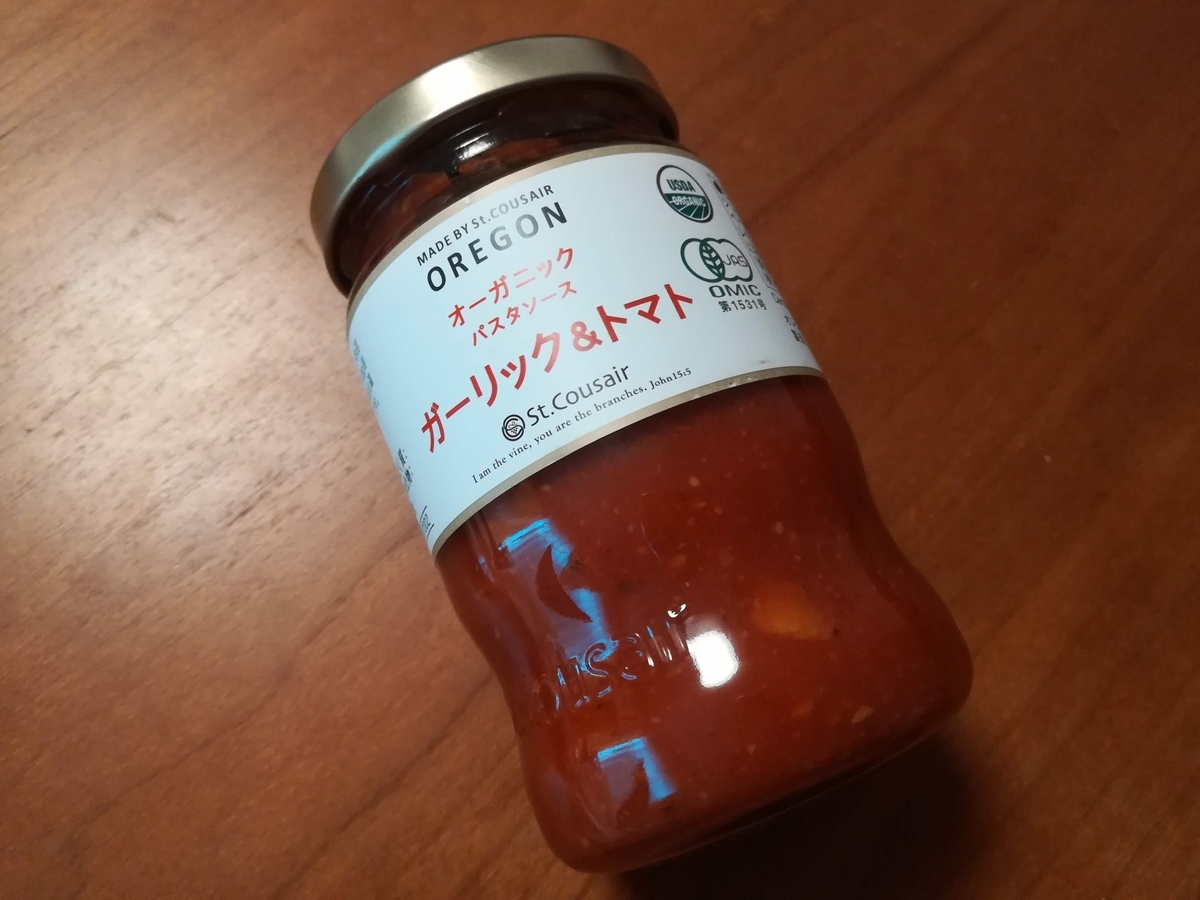 MADE BY St.COUSAIR
OREGON
オーガニック
パスタソース
ガーリック&トマト
St.Cousair
I am the vine, you are the branches. John15:5
USDA
ORGANIC
JAS
OMIC
第1531号